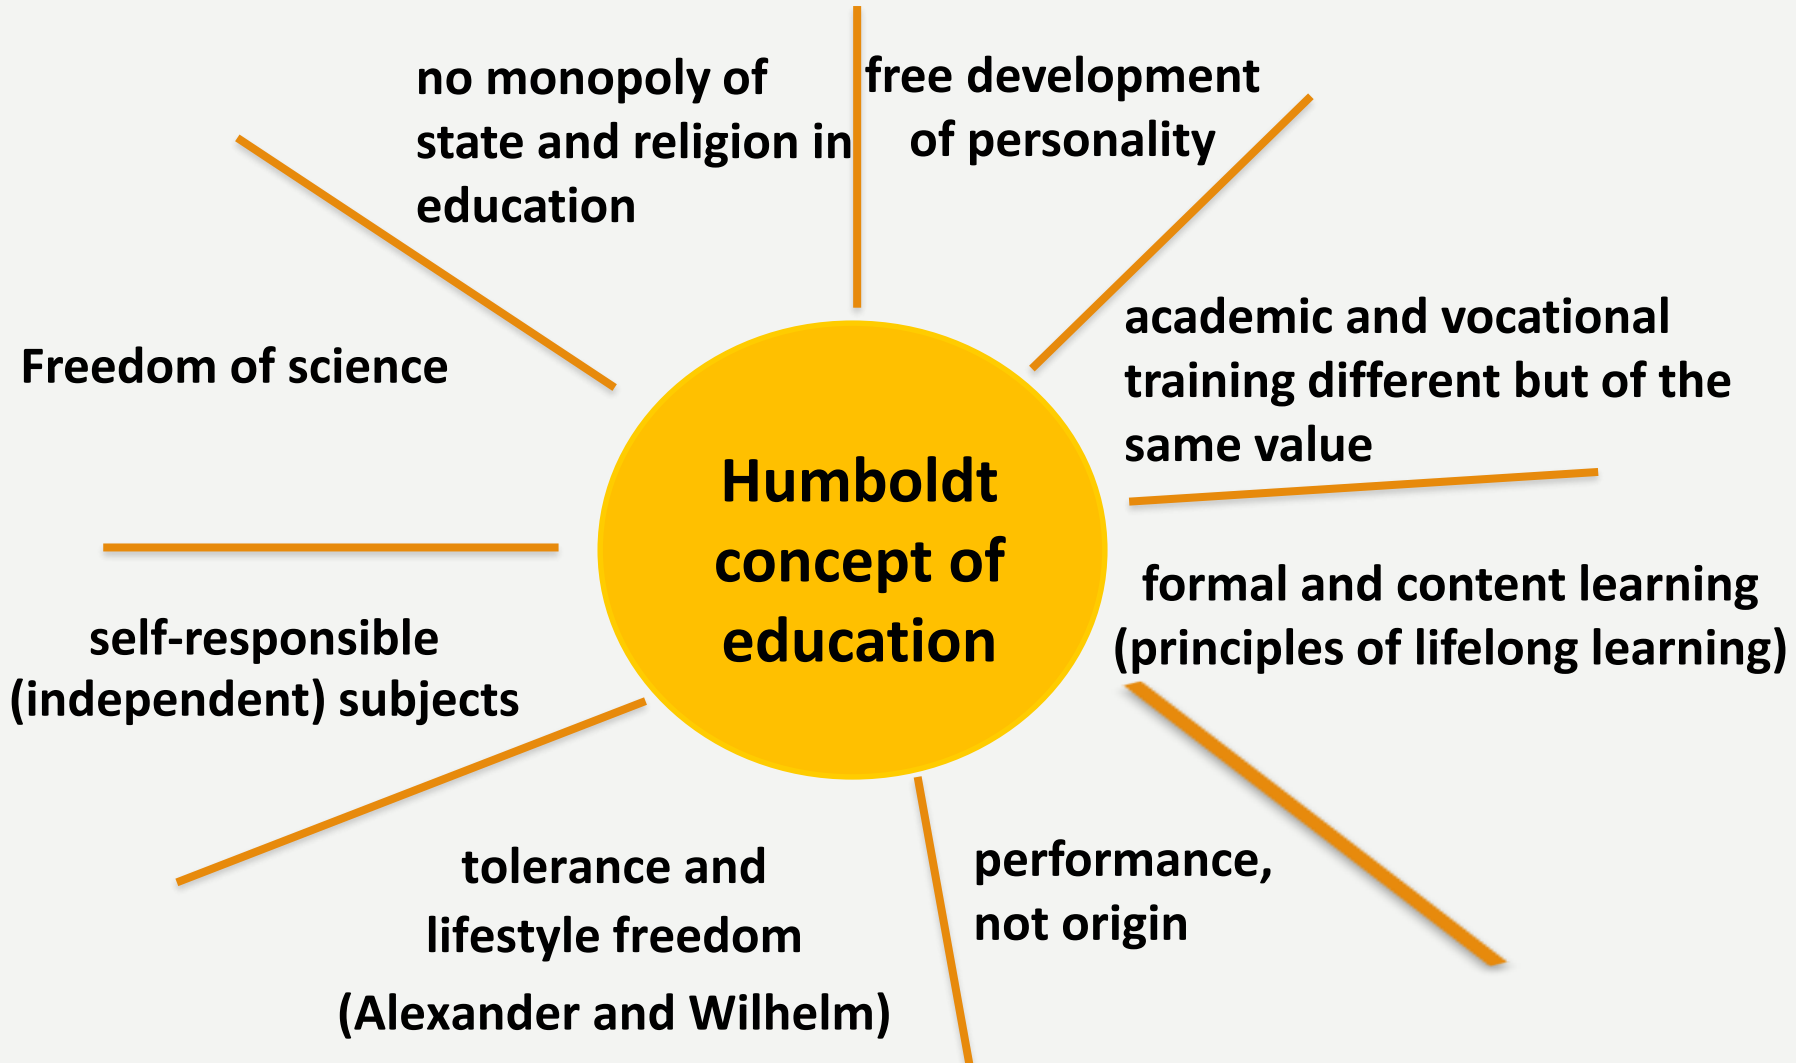 no monopoly of
state and religion in
education
free development
of personality
academic and vocational
training different but of the
same value
formal and content learning
(principles of lifelong learning)
performance,
not origin
tolerance and
lifestyle freedom
(Alexander and Wilhelm)
self-responsible
(independent) subjects
Freedom of science
Humboldt
concept of
education